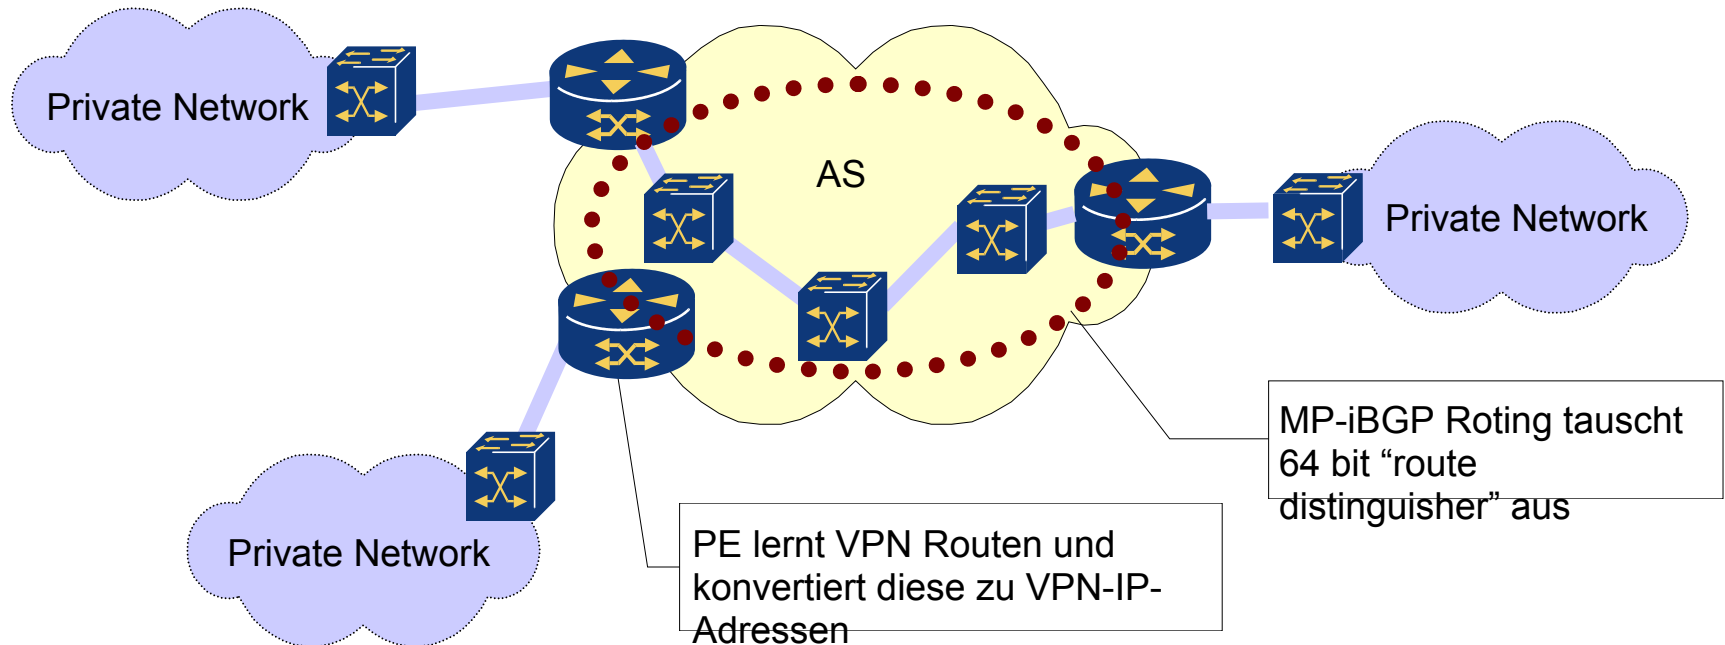 Private Network
AS
Private Network
MP-iBGP Roting tauscht
64 bit “route
distinguisher” aus
PE lernt VPN Routen und
konvertiert diese zu VPN-IP-
Adressen
Private Network